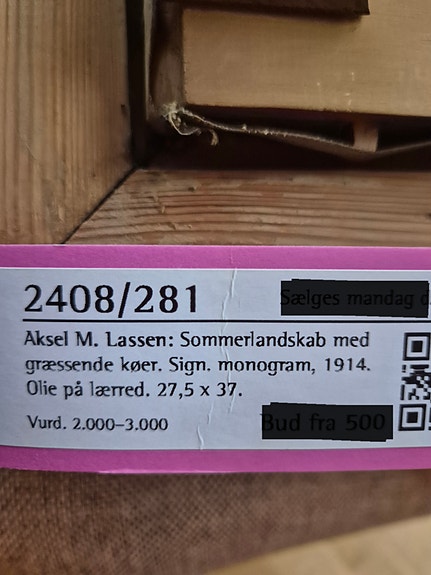 2408/281
Sælges mandag d
Aksel M. Lassen: Sommerlandskab med
græssende køer. Sign. monogram, 1914.
Olie på lærred. 27,5 x 37.
Vurd. 2.000–3.000
Bud fra 500